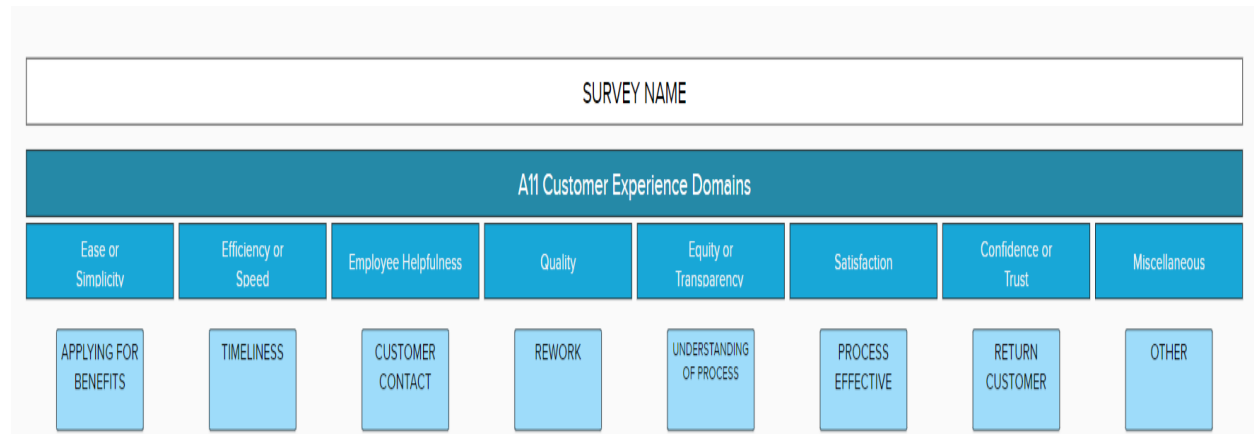 SURVEY NAME
A11 Customer Experience Domains
Ease or
Simplicity
Efficiency or
Speed
Employee Helpfulness
Quality
Equity or
Transparency
Satisfaction
Confidence or
Trust
Miscellaneous
APPLYING FOR
BENEFITS
TIMELINESS
CUSTOMER
CONTACT
REWORK
UNDERSTANDING
OF PROCESS
PROCESS
EFFECTIVE
RETURN
CUSTOMER
OTHER